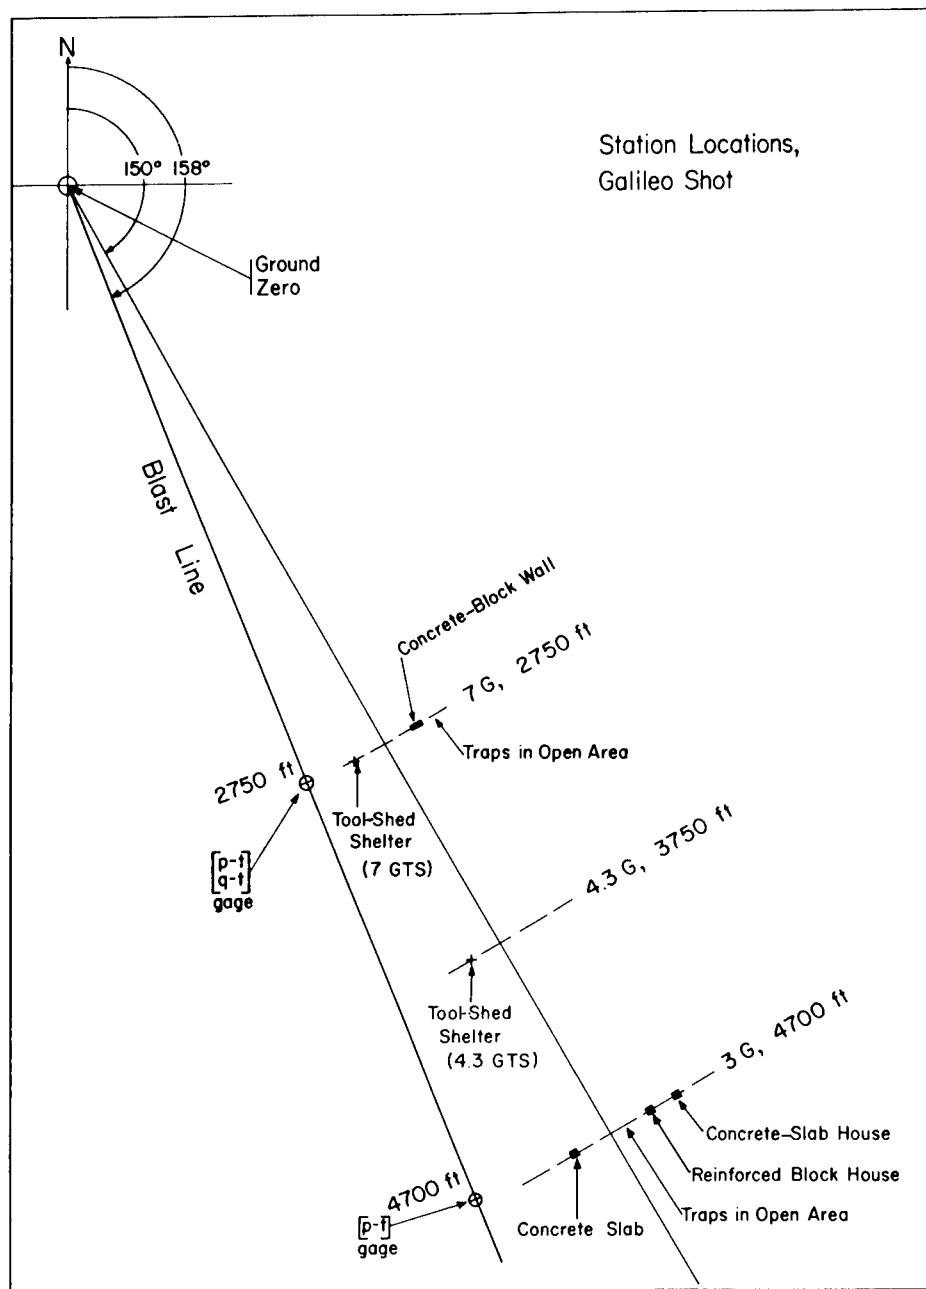 N
Station Locations,
Galileo Shot
150° 158°
Ground
Zero
Blast Line
Concrete-Block Wall
7 G, 2750 ft
Traps in Open Area
2750 ft
Tool-Shed
Shelter
(7 GTS)
[p-t]
[q-t]
gage
4.3 G, 3750 ft
Tool-Shed
Shelter
(4.3 GTS)
3 G, 4700 ft
Concrete-Slab House
Reinforced Block House
Traps in Open Area
Concrete Slab
4700 ft
[p-t]
gage